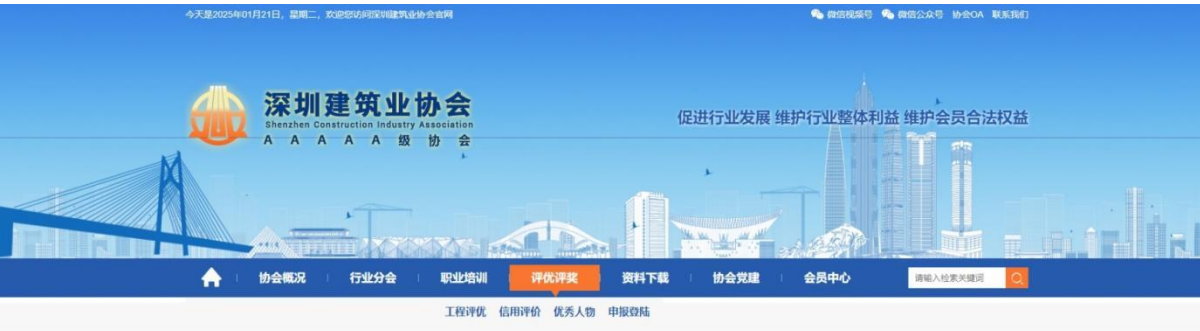 今天是2025年01月21日，星期二，欢迎您访问深圳建筑业协会官网
微信视频号 微信公众号 协会OA 联系我们
深圳建筑业协会
Shenzhen Construction Industry Association
AAAAA级协会
促进行业发展 维护行业整体利益 维护会员合法权益
协会概况 行业分会 职业培训 评优评奖 资料下载 协会党建 会员中心 请输入检索关键词
工程评优 信用评价 优秀人物 申报登陆